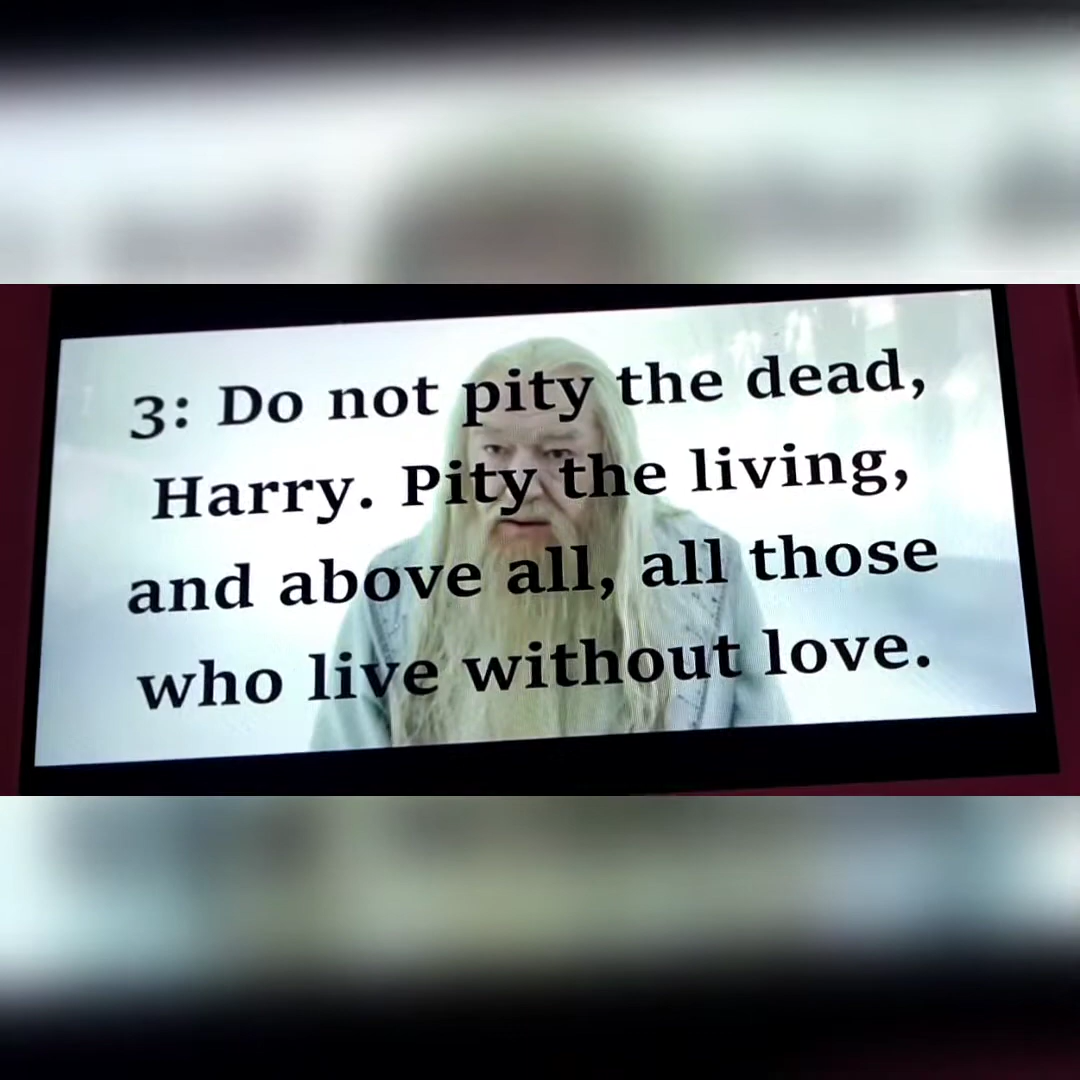 3: Do not pity the dead,
Harry. Pity the living,
and above all, all those
who live without love.